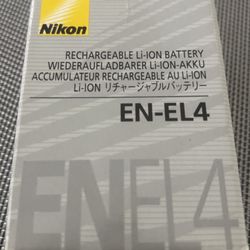 Nikon
RECHARGEABLE Li-ION BATTERY
WIEDERAUFLADBARER Li-ION-AKKU
ACCUMULATEUR RECHARGEABLE AU Li-ION
Li-ION リチャージャブルバッテリー
EN-EL4
ENEL4